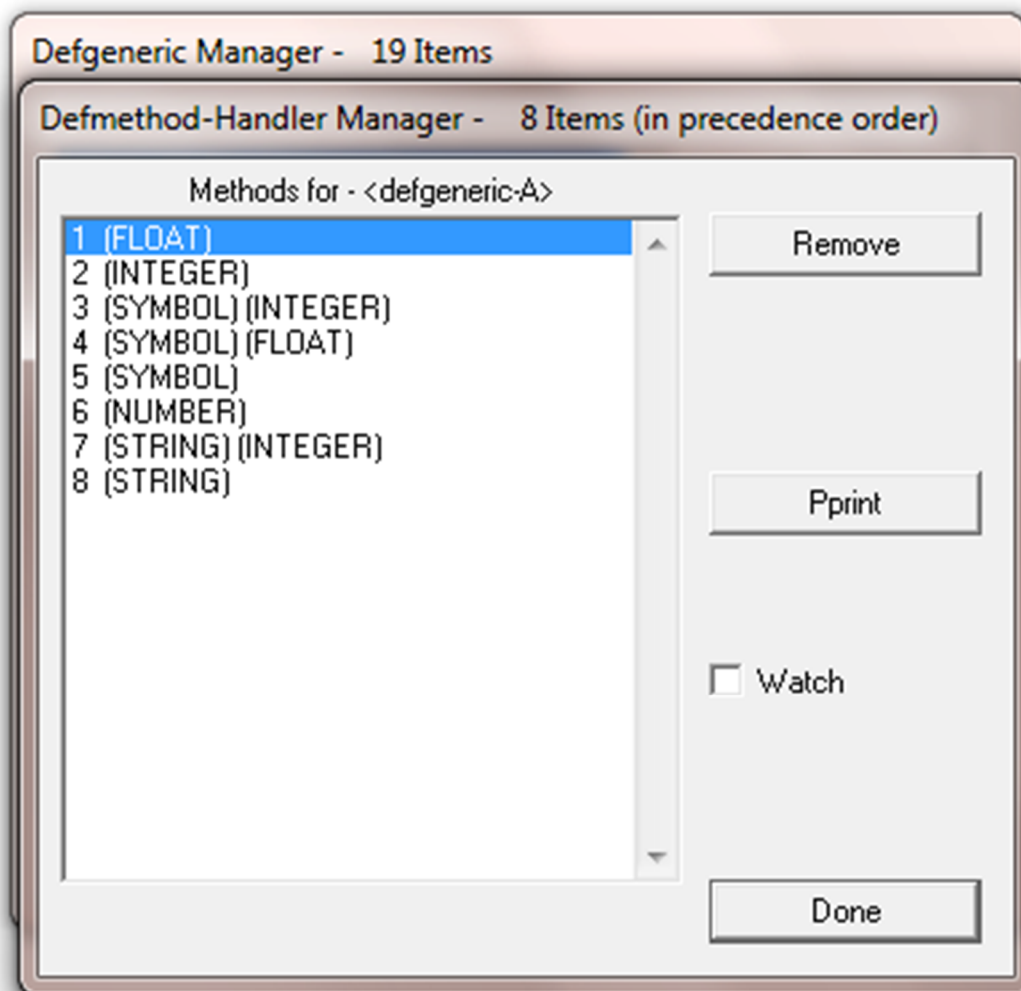 Defgeneric Manager -   19 Items
Defmethod-Handler Manager -    8 Items (in precedence order)
Methods for - <defgeneric-A>
1 (FLOAT)
2 (INTEGER)
3 (SYMBOL) (INTEGER)
4 (SYMBOL) (FLOAT)
5 (SYMBOL)
6 (NUMBER)
7 (STRING) (INTEGER)
8 (STRING)
Remove
Pprint
Watch
Done